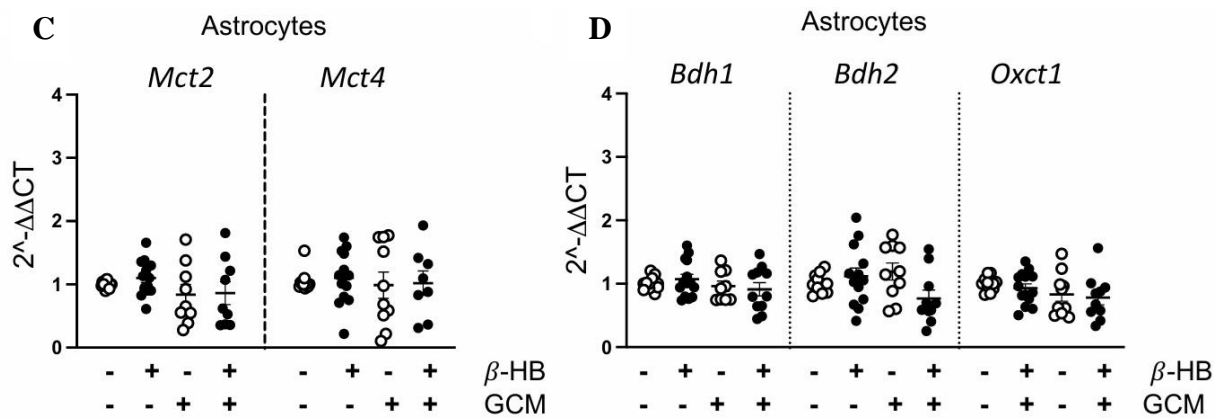 C
Astrocytes
Mct2 Mct4
4
3
2
1
0
2^-ΔΔCT
- + - + - + - + β-HB
- - + + - - + + GCM
D
Astrocytes
Bdh1 Bdh2 Oxct1
4
3
2
1
0
2^-ΔΔCT
- + - + - + - + - + - + β-HB
- - + + - - + + - - + + GCM